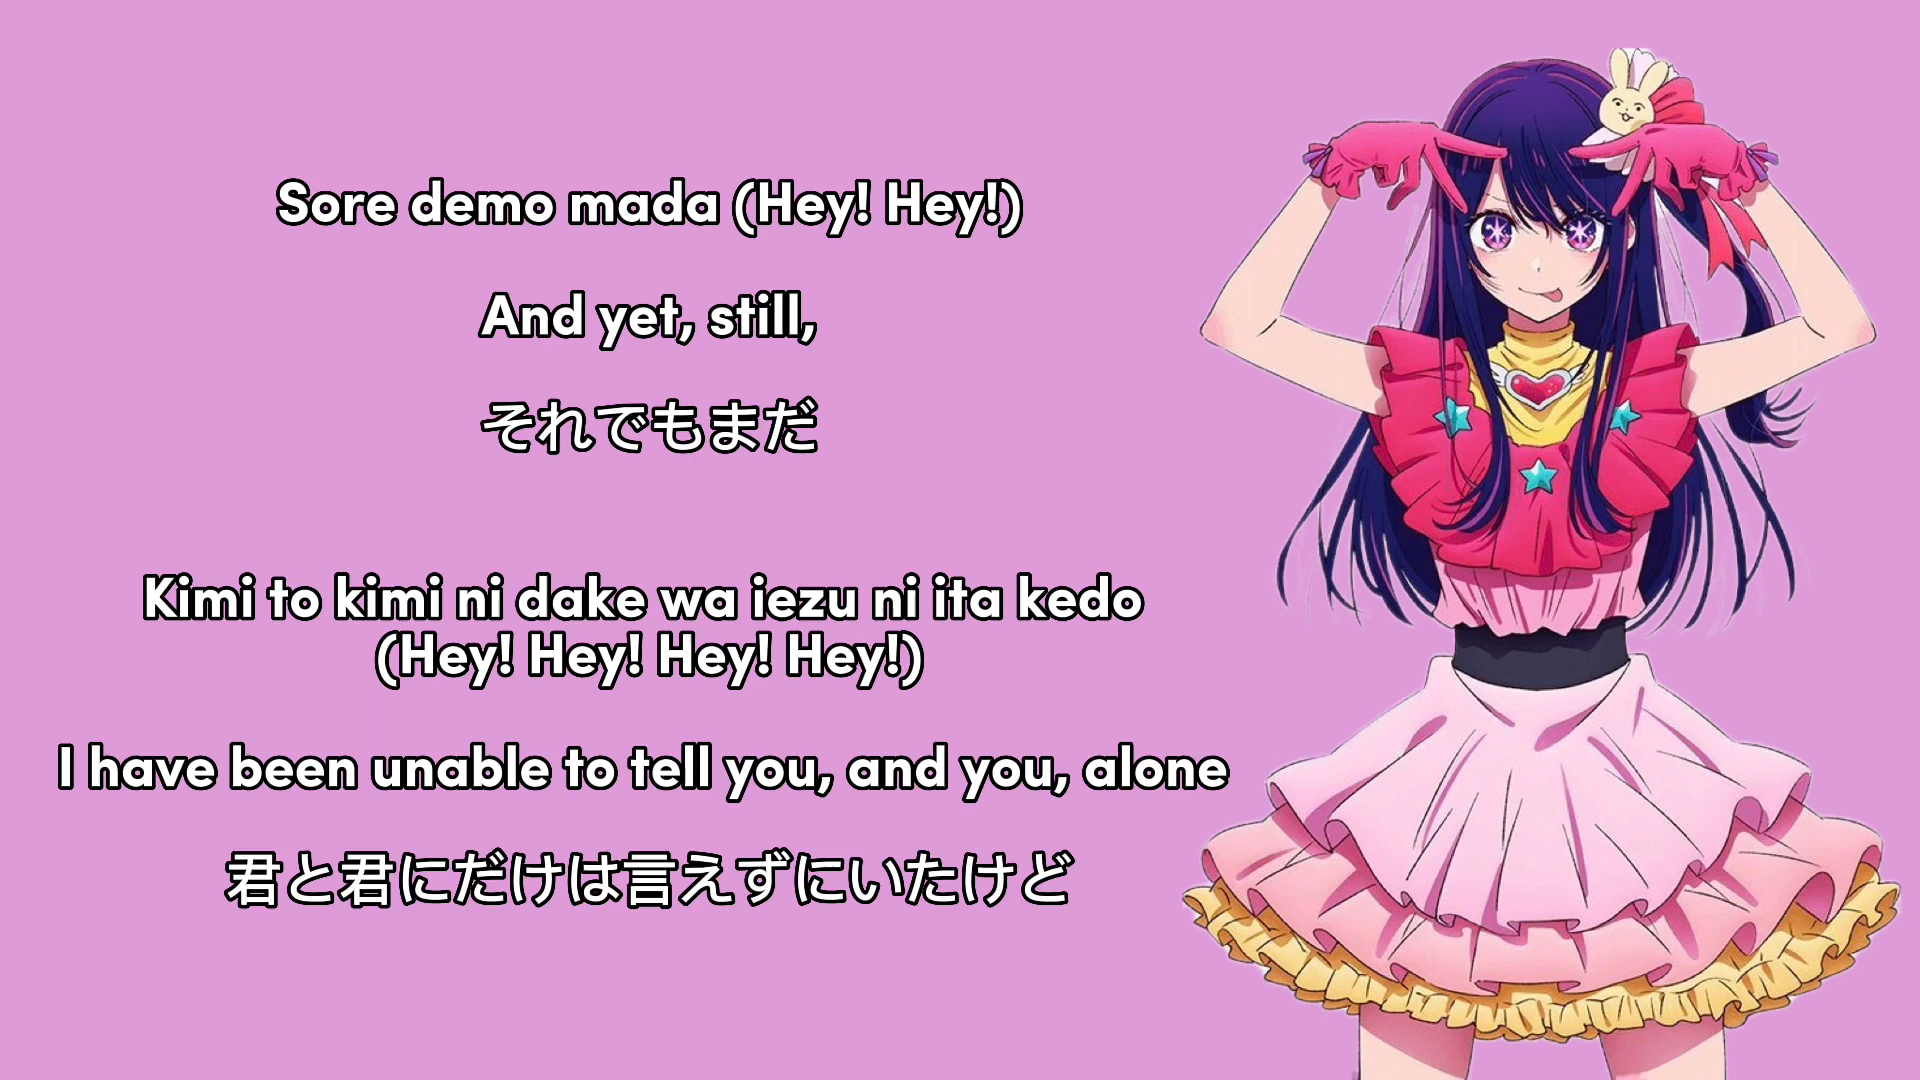 Sore demo mada (Hey! Hey!)
And yet, still,
それでもまだ
Kimi to kimi ni dake wa iezu ni ita kedo
(Hey! Hey! Hey! Hey!)
I have been unable to tell you, and you, alone
君と君にだけは言えずにいたけど